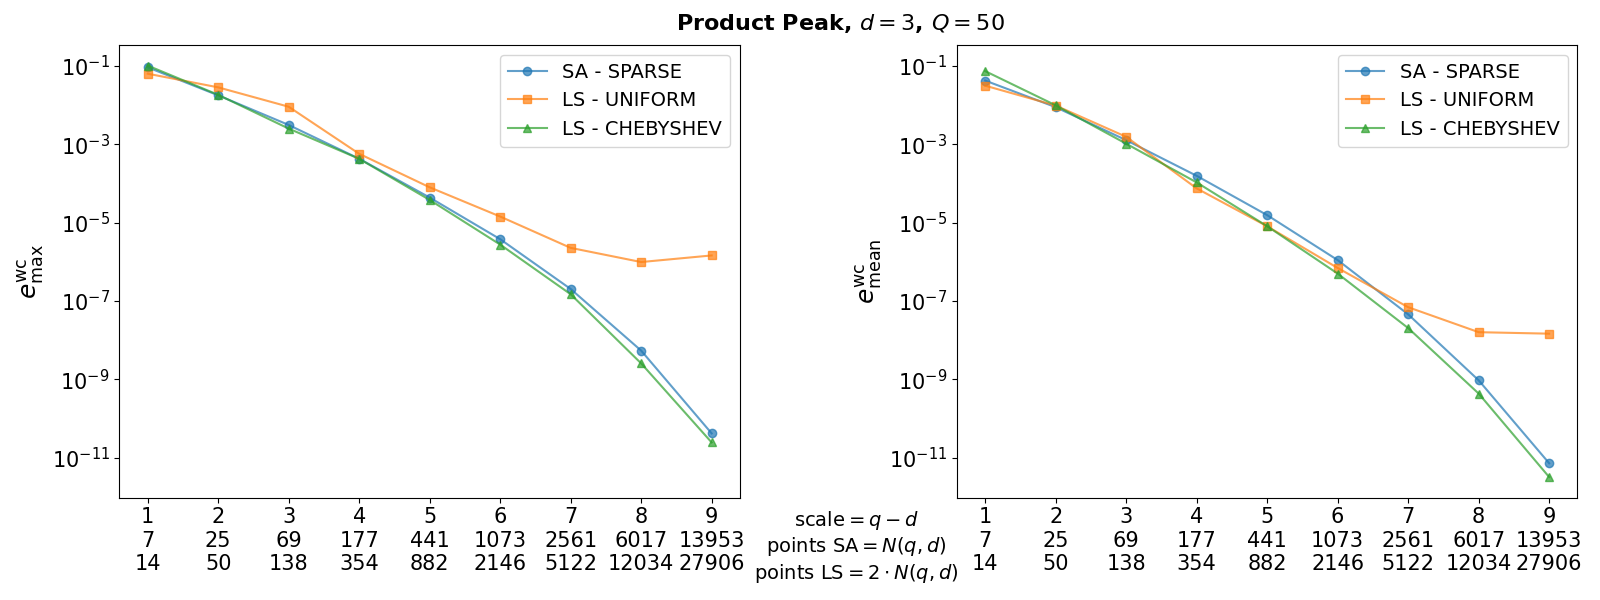 Product Peak, d = 3, Q = 50
e^wc_max
10^−1
10^−3
10^−5
10^−7
10^−9
10^−11
SA - SPARSE
LS - UNIFORM
LS - CHEBYSHEV
1 2 3 4 5 6 7 8 9
7 25 69 177 441 1073 2561 6017 13953
14 50 138 354 882 2146 5122 12034 27906
scale = q − d
points SA = N(q, d)
points LS = 2 · N(q, d)
e^wc_mean
10^−1
10^−3
10^−5
10^−7
10^−9
10^−11
SA - SPARSE
LS - UNIFORM
LS - CHEBYSHEV
1 2 3 4 5 6 7 8 9
7 25 69 177 441 1073 2561 6017 13953
14 50 138 354 882 2146 5122 12034 27906